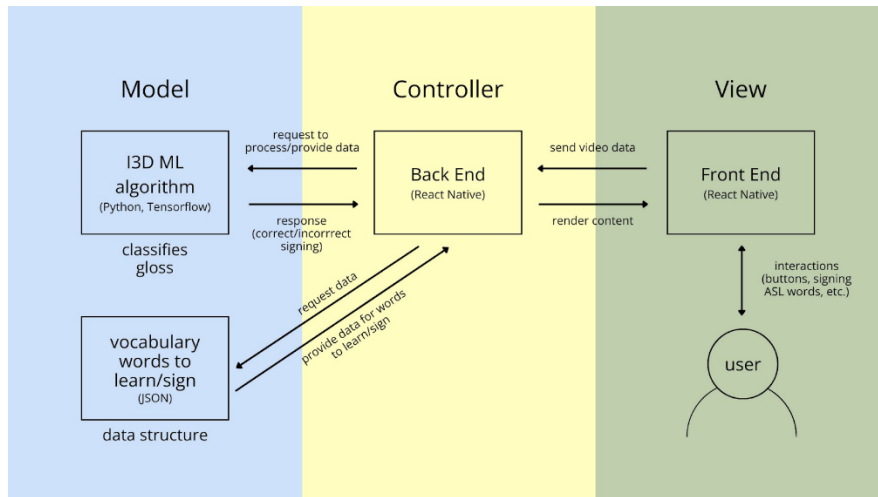 Model
Controller
View
I3D ML
algorithm
(Python, Tensorflow)
classifies
gloss
request to
process/provide data
response
(correct/incorrrect
signing)
Back End
(React Native)
send video data
render content
Front End
(React Native)
interactions
(buttons, signing
ASL words, etc.)
user
request data
provide data for words
to learn/sign
vocabulary
words to
learn/sign
(JSON)
data structure